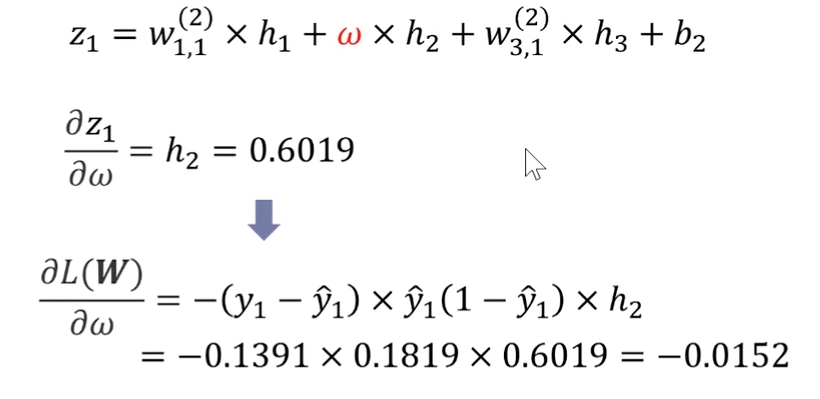 z₁ = w₁,₁⁽²⁾ × h₁ + ω × h₂ + w₃,₁⁽²⁾ × h₃ + b₂
∂z₁/∂ω = h₂ = 0.6019
∂L(W)/∂ω = −(y₁ − ŷ₁) × ŷ₁(1 − ŷ₁) × h₂
= −0.1391 × 0.1819 × 0.6019 = −0.0152